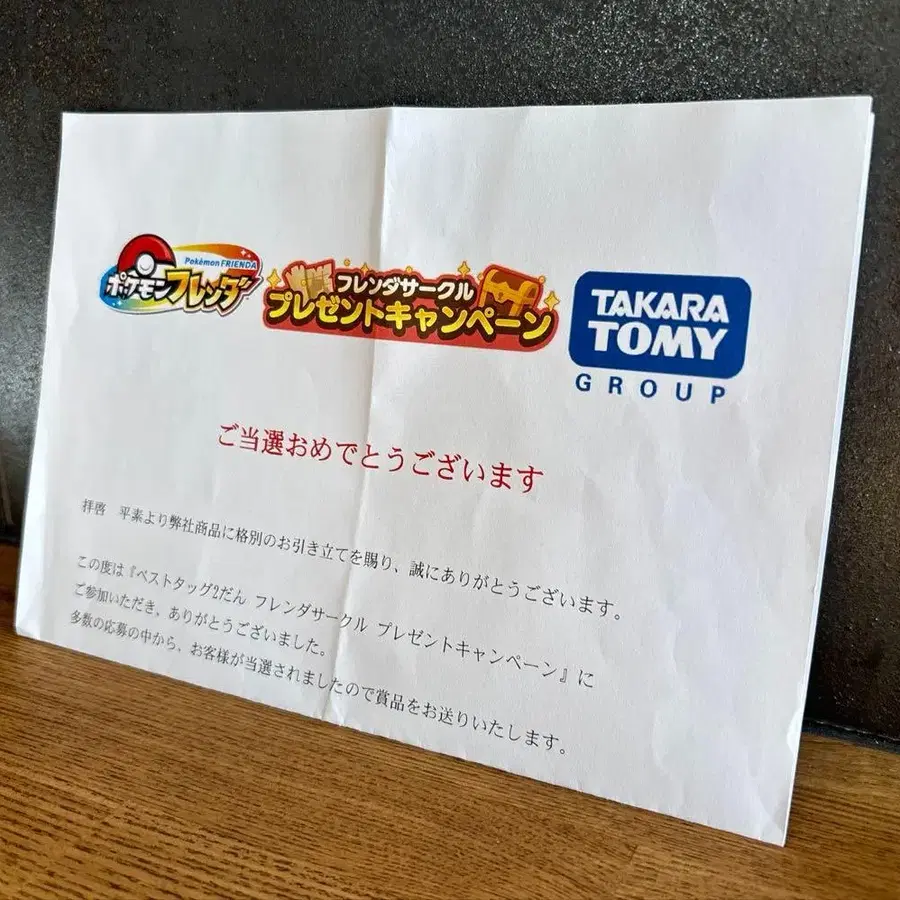 Pokémon FRIENDA
ポケモンフレンダ
フレンダサークル
プレゼントキャンペーン
TAKARA
TOMY
GROUP
ご当選おめでとうございます
拝啓 平素より弊社商品に格別のお引き立てを賜り、誠にありがとうございます。
この度は『ベストタッグ2だん フレンダサークル プレゼントキャンペーン』に
ご参加いただき、ありがとうございました。
多数の応募の中から、お客様が当選されましたので賞品をお送りいたします。